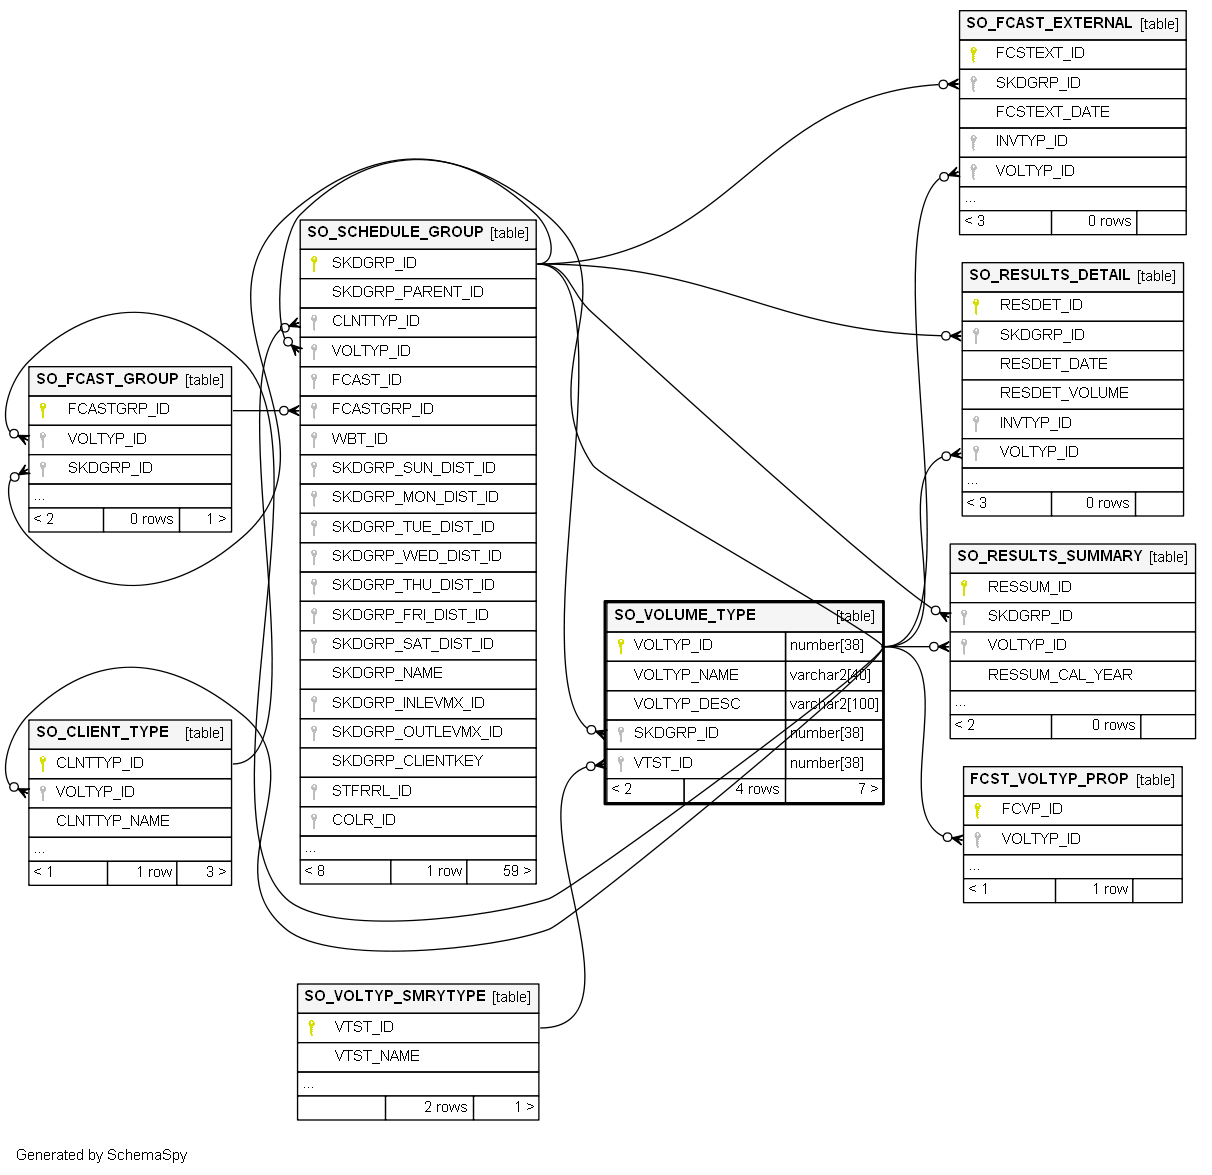 SO_FCAST_EXTERNAL [table]
FCSTEXT_ID
SKDGRP_ID
FCSTEXT_DATE
INVTYP_ID
VOLTYP_ID
...
< 3 0 rows
SO_SCHEDULE_GROUP [table]
SKDGRP_ID
SKDGRP_PARENT_ID
CLNTTYP_ID
VOLTYP_ID
FCAST_ID
FCASTGRP_ID
WBT_ID
SKDGRP_SUN_DIST_ID
SKDGRP_MON_DIST_ID
SKDGRP_TUE_DIST_ID
SKDGRP_WED_DIST_ID
SKDGRP_THU_DIST_ID
SKDGRP_FRI_DIST_ID
SKDGRP_SAT_DIST_ID
SKDGRP_NAME
SKDGRP_INLEVMX_ID
SKDGRP_OUTLEVMX_ID
SKDGRP_CLIENTKEY
STFRRL_ID
COLR_ID
...
< 8 1 row 59 >
SO_RESULTS_DETAIL [table]
RESDET_ID
SKDGRP_ID
RESDET_DATE
RESDET_VOLUME
INVTYP_ID
VOLTYP_ID
...
< 3 0 rows
SO_FCAST_GROUP [table]
FCASTGRP_ID
VOLTYP_ID
SKDGRP_ID
...
< 2 0 rows 1 >
SO_RESULTS_SUMMARY [table]
RESSUM_ID
SKDGRP_ID
VOLTYP_ID
RESSUM_CAL_YEAR
...
< 2 0 rows
SO_VOLUME_TYPE [table]
VOLTYP_ID number[38]
VOLTYP_NAME varchar2[40]
VOLTYP_DESC varchar2[100]
SKDGRP_ID number[38]
VTST_ID number[38]
< 2 4 rows 7 >
SO_CLIENT_TYPE [table]
CLNTTYP_ID
VOLTYP_ID
CLNTTYP_NAME
...
< 1 1 row 3 >
FCST_VOLTYP_PROP [table]
FCVP_ID
VOLTYP_ID
...
< 1 1 row
SO_VOLTYP_SMRYTYPE [table]
VTST_ID
VTST_NAME
...
2 rows 1 >
Generated by SchemaSpy